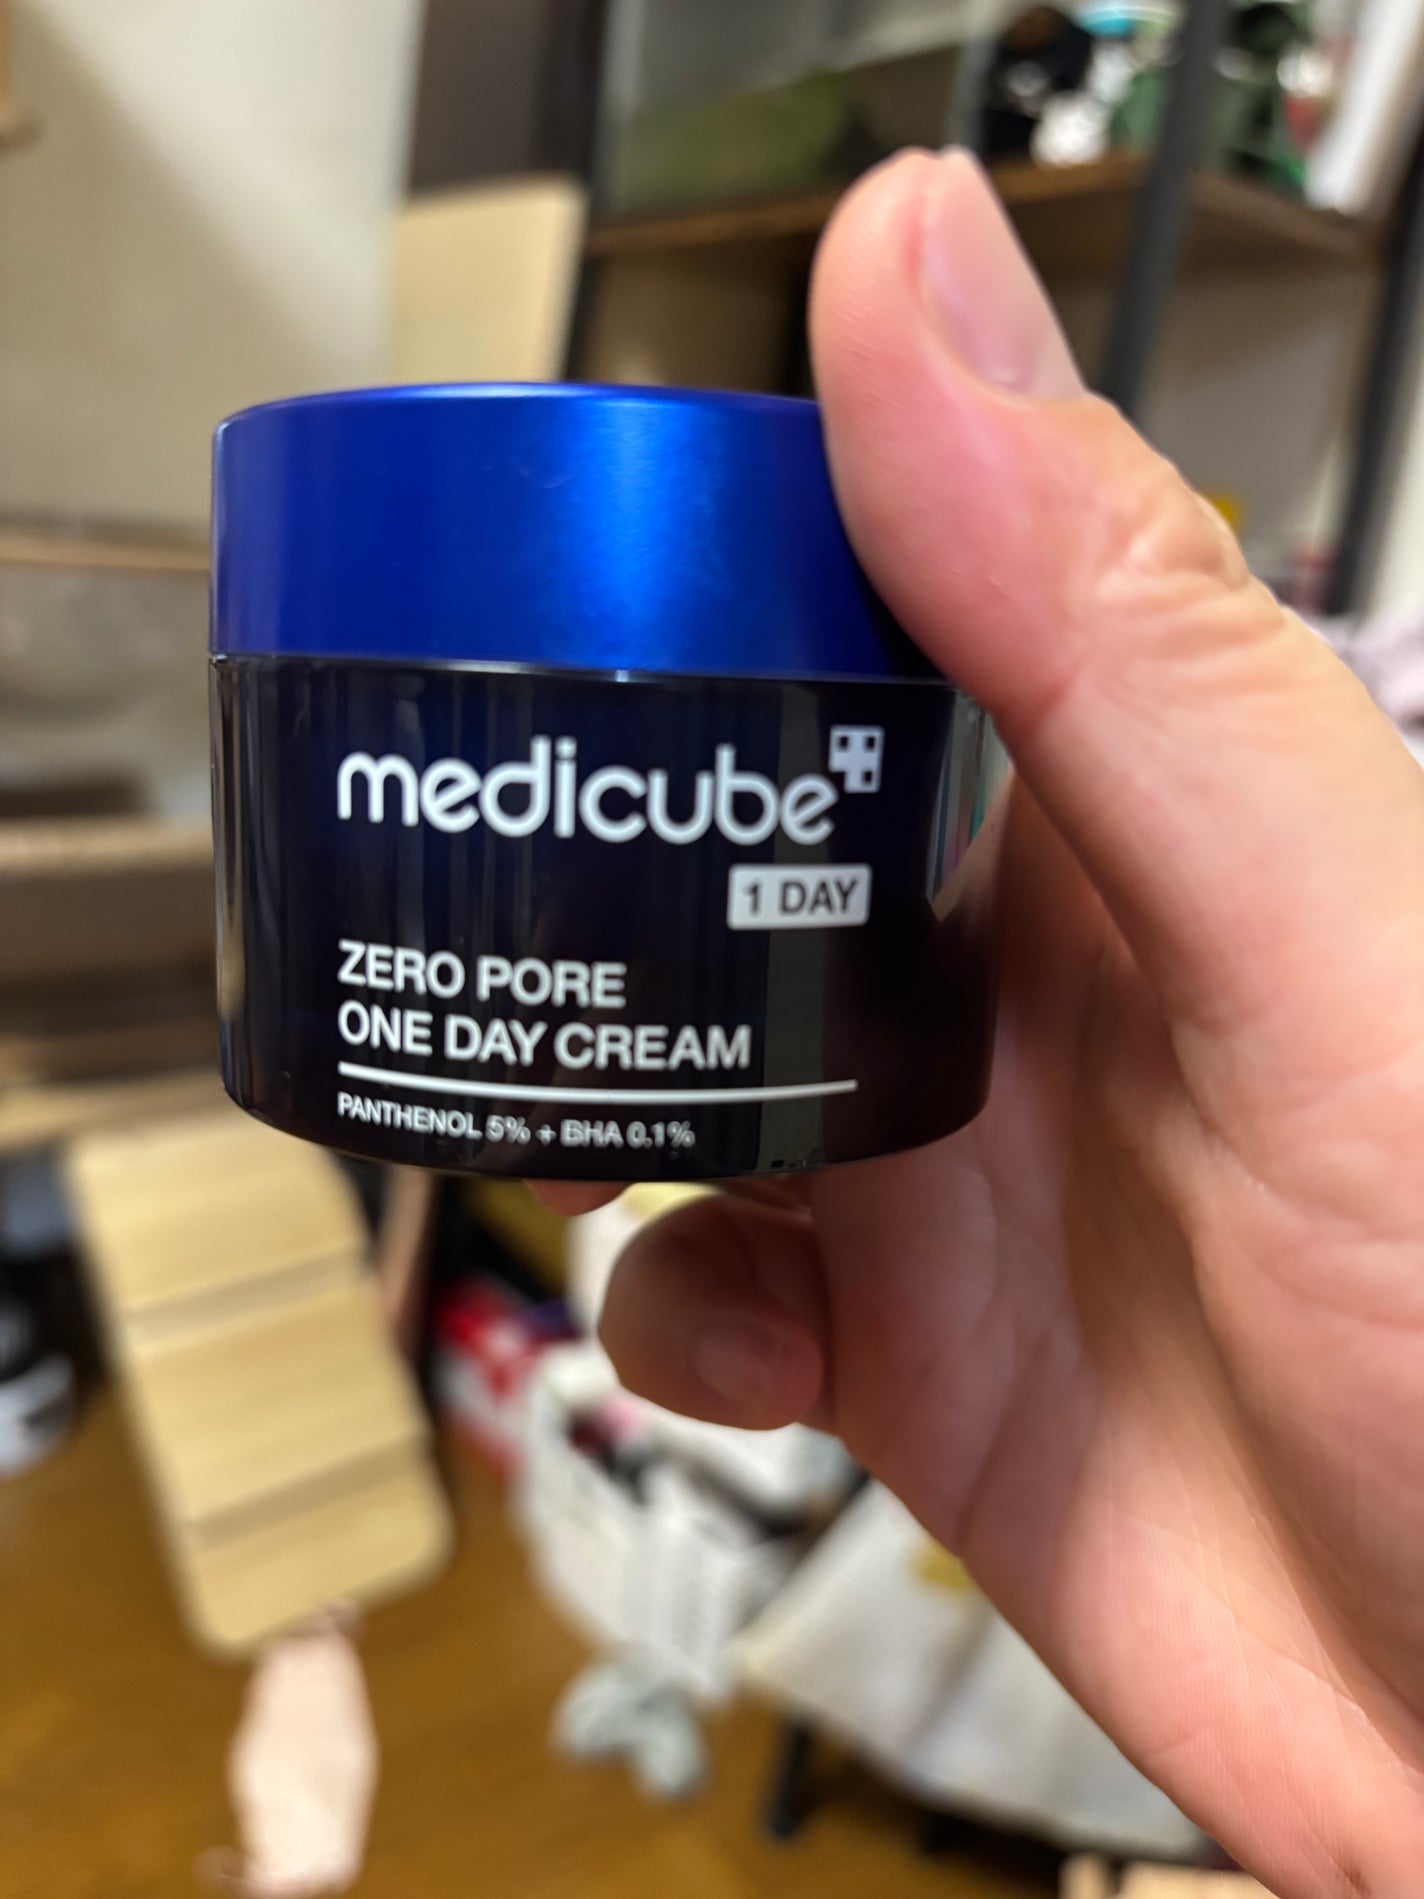 medicube
1 DAY
ZERO PORE
ONE DAY CREAM
PANTHENOL 5% + BHA 0.1%